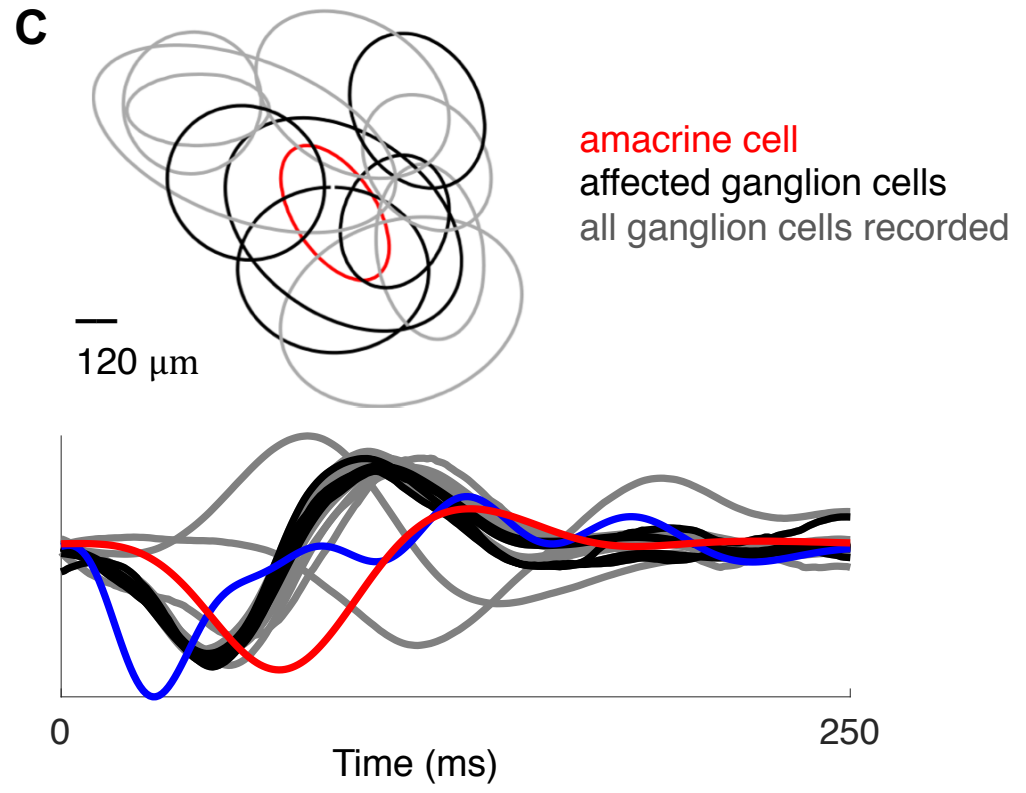 C
amacrine cell
affected ganglion cells
all ganglion cells recorded
120 μm
0
250
Time (ms)